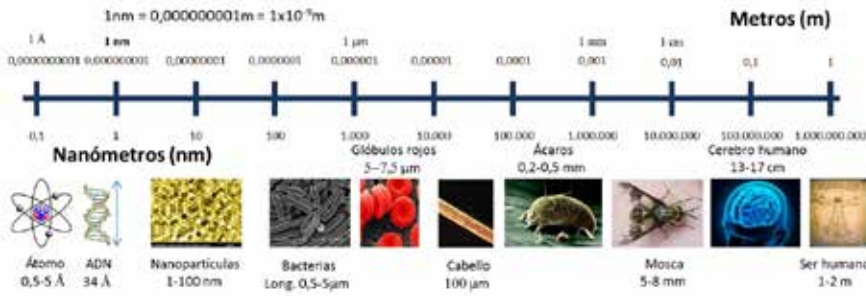 1nm = 0,000000001m = 1x10⁻⁹m
Metros (m)
1 Å 1 nm 1 µm 1 mm 1 cm
0,0000000001 0,000000001 0,00000001 0,0000001 0,000001 0,00001 0,0001 0,001 0,01 0,1 1
0,1 1 10 100 1.000 10.000 100.000 1.000.000 10.000.000 100.000.000 1.000.000.000
Nanómetros (nm)
Glóbulos rojos
5–7,5 µm
Ácaros
0,2-0,5 mm
Cerebro humano
13-17 cm
Átomo
0,5-5 Å
ADN
34 Å
Nanopartículas
1-100 nm
Bacterias
Long. 0,5-5µm
Cabello
100 µm
Mosca
5-8 mm
Ser humano
1-2 m